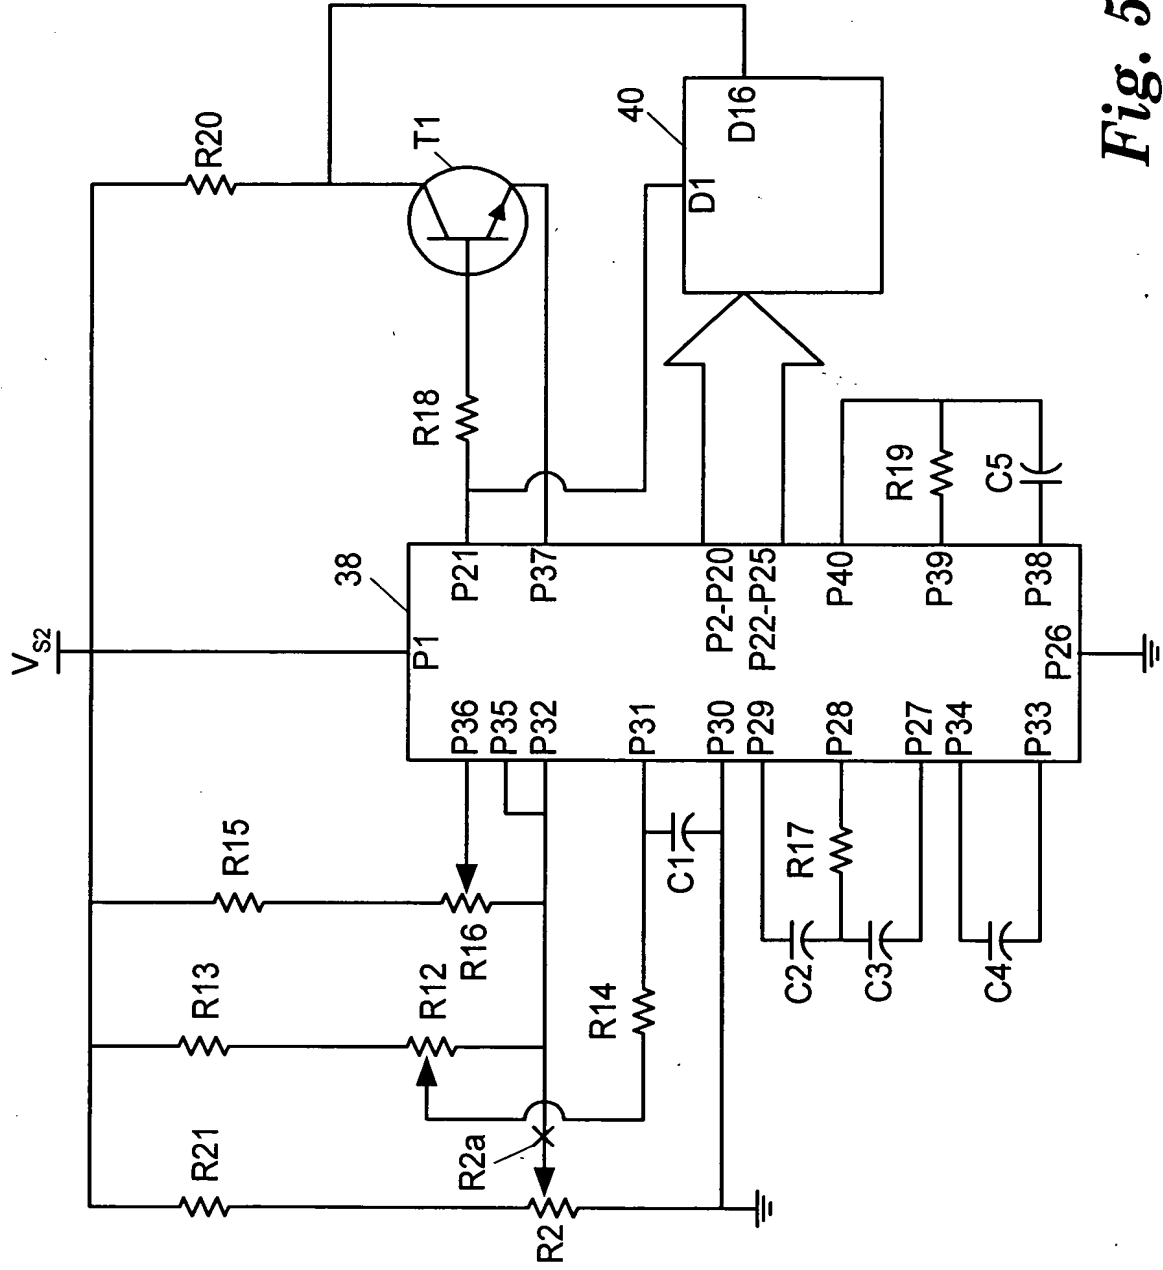 V_S2
R20
T1
40
D16
D1
R18
38
P1
P21
P37
P2-P20
P22-P25
P40
P39
P38
P26
R19
C5
P36
P35
P32
P31
P30
P29
P28
P27
P34
P33
R15
R16
R13
R12
R14
C1
R17
C2
C3
C4
R21
R2a
R2
Fig. 5